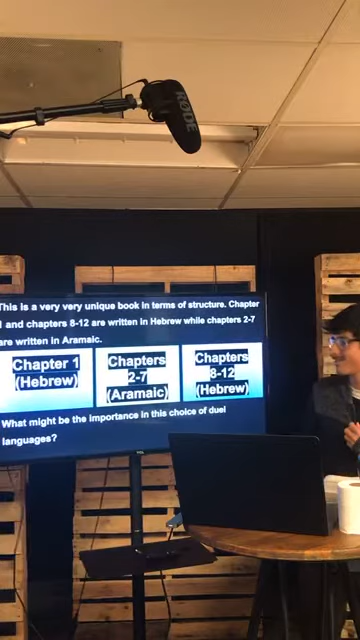 RØDE
This is a very very unique book in terms of structure. Chapter
1 and chapters 8-12 are written in Hebrew while chapters 2-7
are written in Aramaic.
Chapter 1
(Hebrew)
Chapters
2-7
(Aramaic)
Chapters
8-12
(Hebrew)
What might be the importance in this choice of duel
languages?